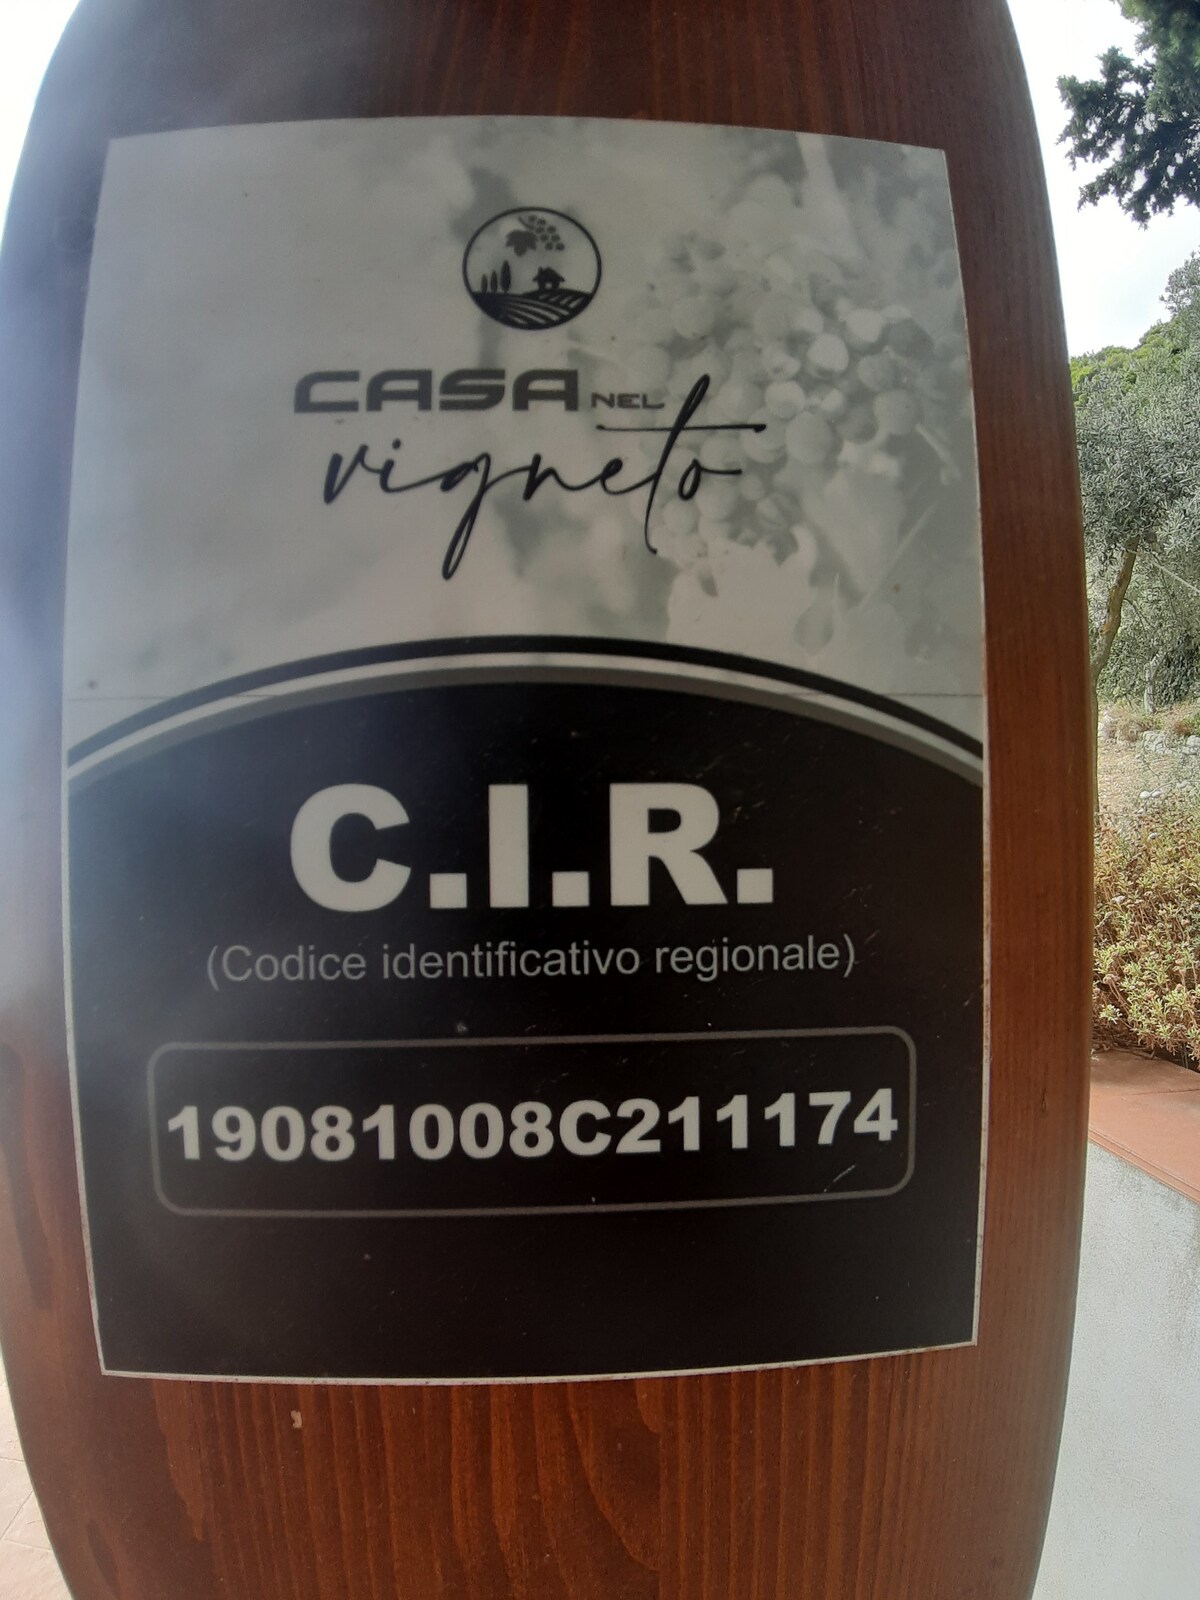 CASA NEL
vigneto
C.I.R.
(Codice identificativo regionale)
19081008C211174